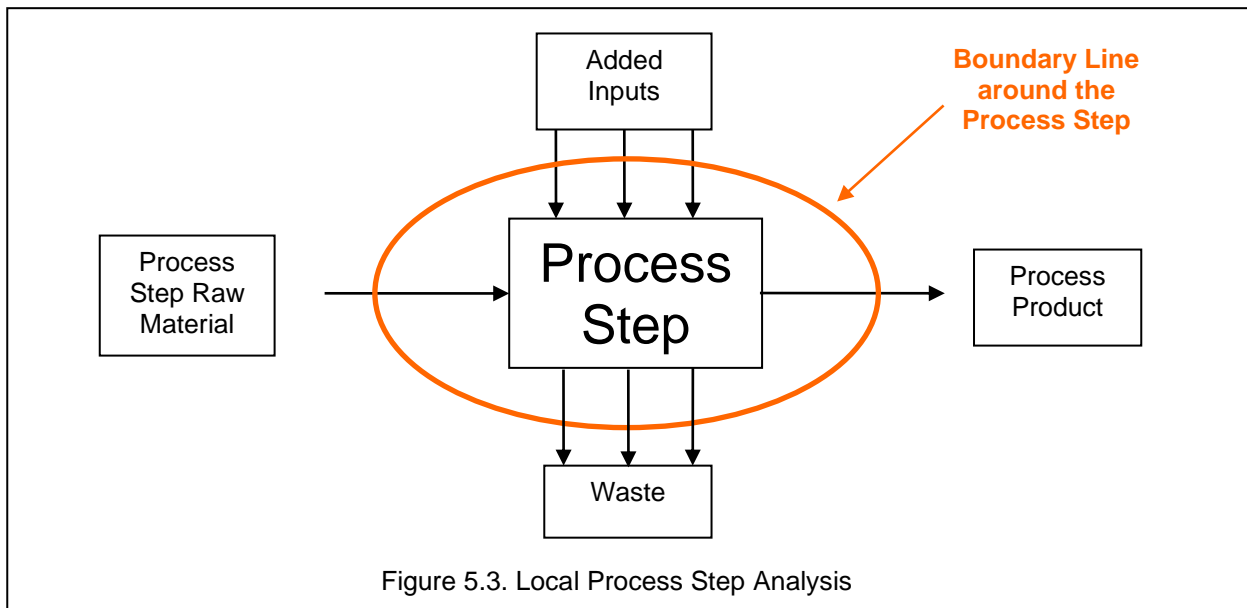 Added
Inputs
Boundary Line
around the
Process Step
Process
Step Raw
Material
Process
Step
Process
Product
Waste
Figure 5.3. Local Process Step Analysis